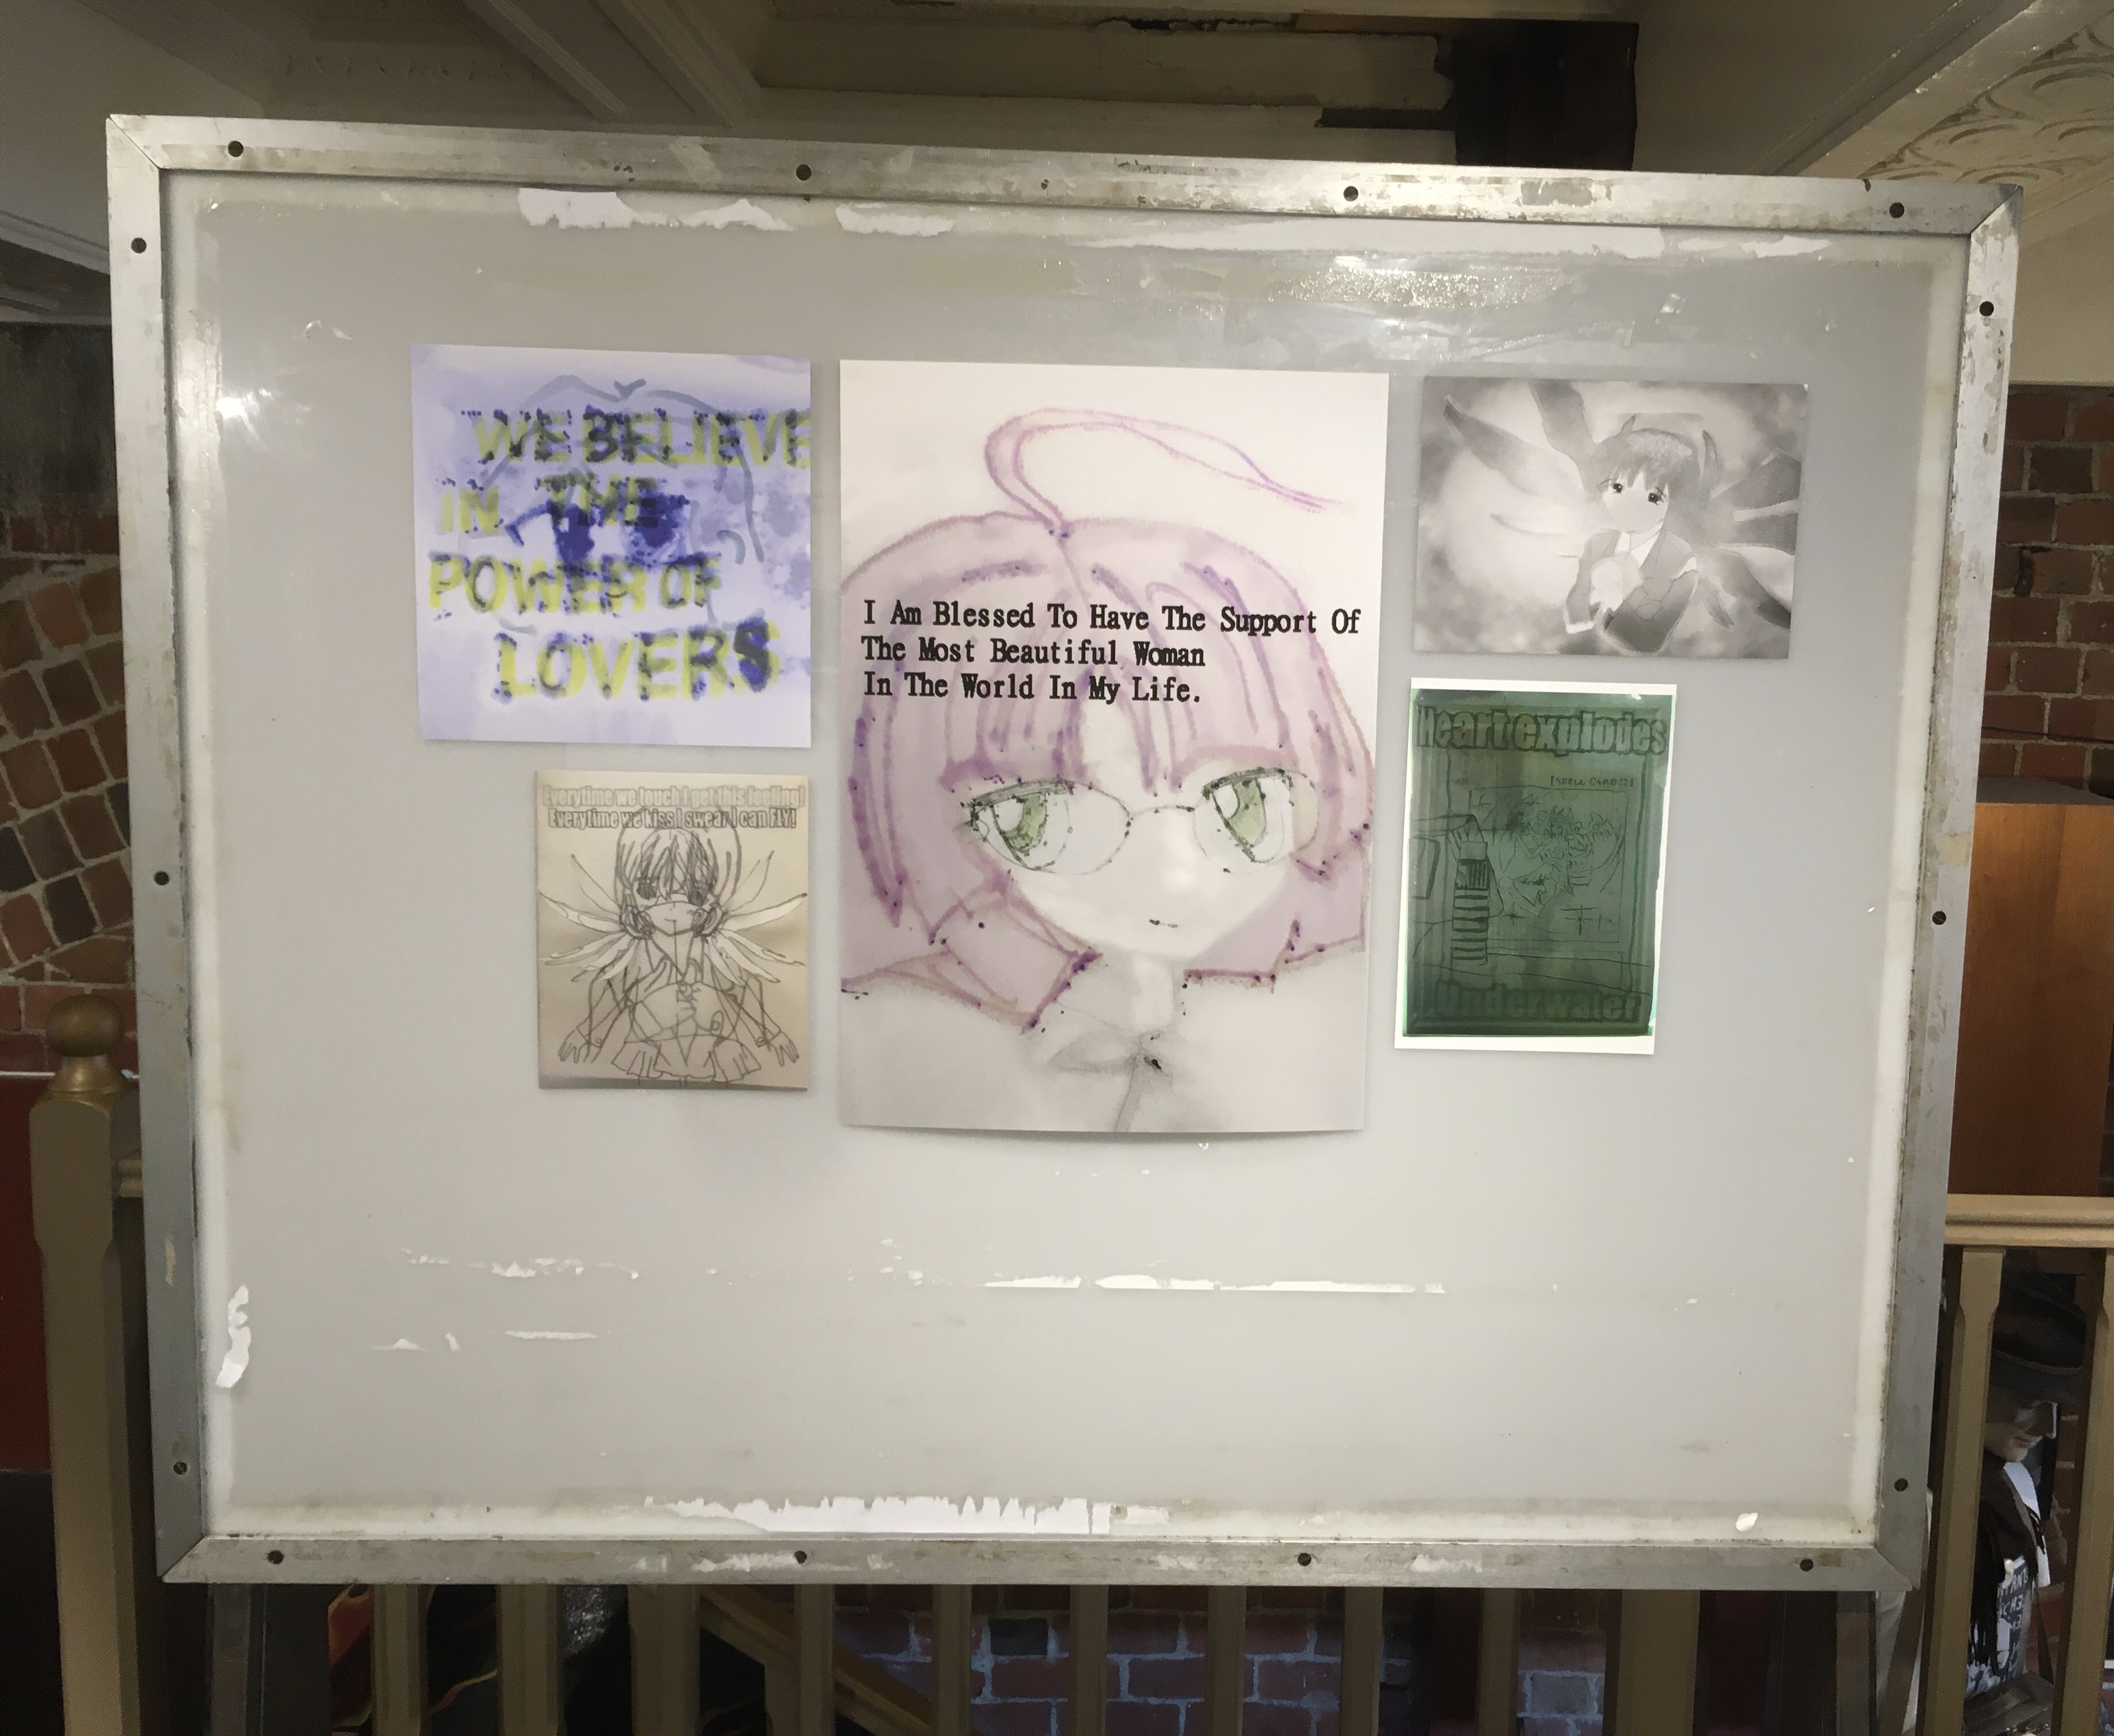 WE BELIEVE
IN THE
POWER OF
LOVERS
Everytime we touch I get this feeling!
Everytime we kiss I swear I can FLY!
I Am Blessed To Have The Support Of
The Most Beautiful Woman
In The World In My Life.
Heart explodes
[SPELL CARD!!!]
Underwater